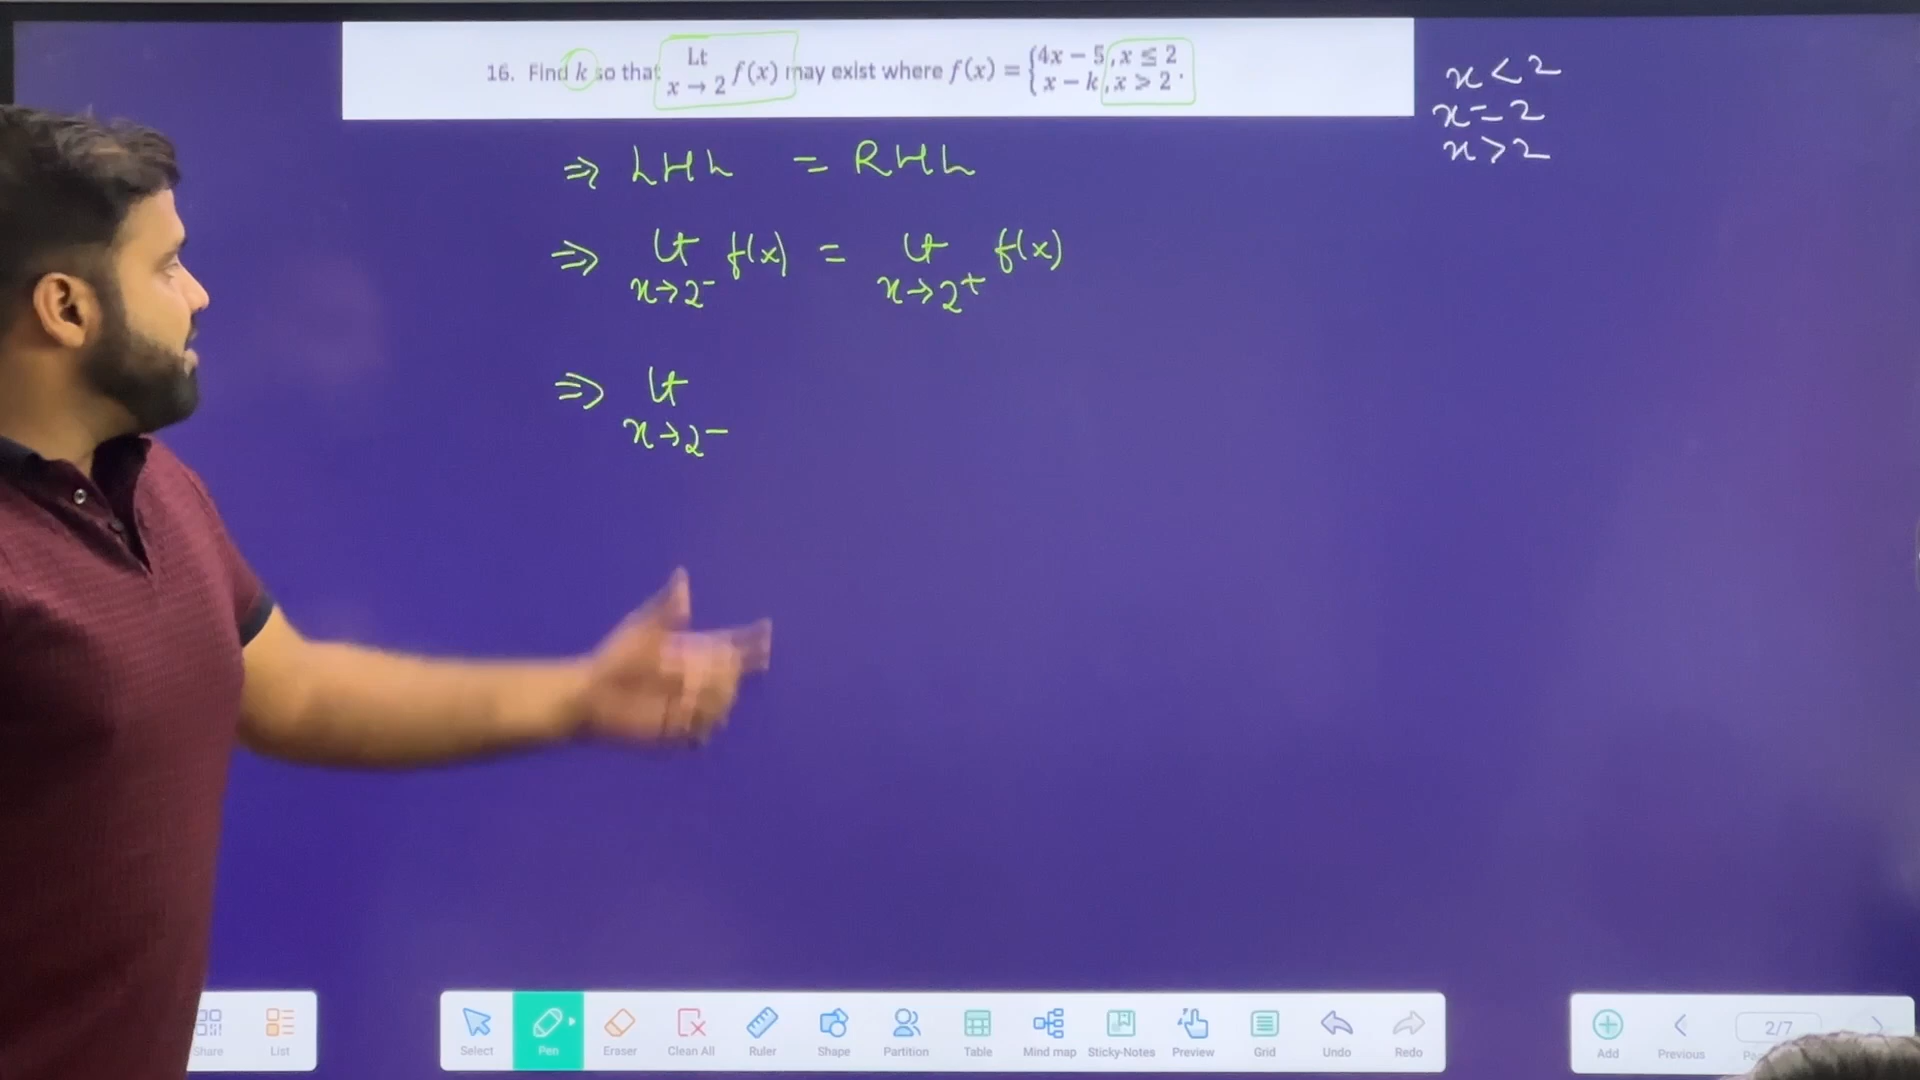 16. Find k so that Lt x → 2 f(x) may exist where f(x) = {4x − 5, x ≤ 2
{x − k, x > 2.
x < 2
x = 2
x > 2
⇒ LHL = RHL
⇒ lt x→2⁻ f(x) = lt x→2⁺ f(x)
⇒ lt x→2⁻
Share List Select Pen Eraser Clean All Ruler Shape Partition Table Mind map Sticky-Notes Preview Grid Undo Redo Add Previous 2/7